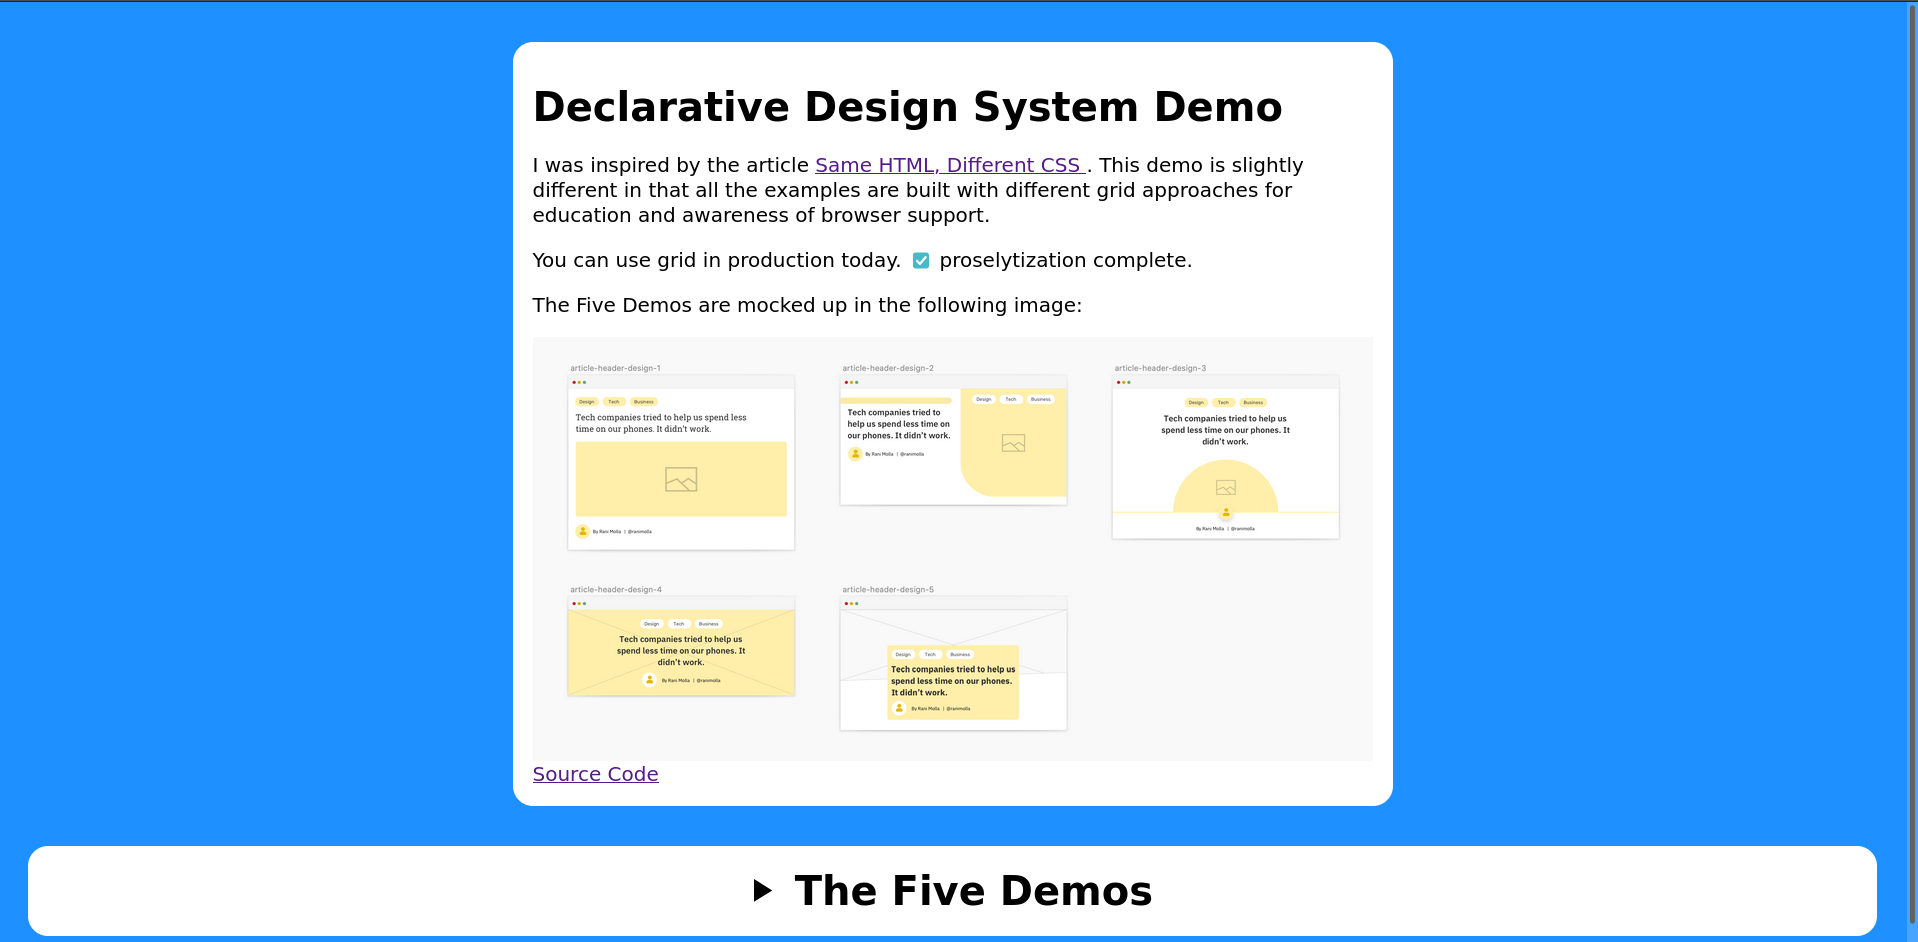 Declarative Design System Demo
I was inspired by the article Same HTML, Different CSS . This demo is slightly
different in that all the examples are built with different grid approaches for
education and awareness of browser support.
You can use grid in production today. ✓ proselytization complete.
The Five Demos are mocked up in the following image:
article-header-design-1
Design Tech Business
Tech companies tried to help us spend less
time on our phones. It didn't work.
By Rani Molla | @ranimolla
article-header-design-2
Design Tech Business
Tech companies tried to
help us spend less time on
our phones. It didn't work.
By Rani Molla | @ranimolla
article-header-design-3
Design Tech Business
Tech companies tried to help us
spend less time on our phones. It
didn't work.
By Rani Molla | @ranimolla
article-header-design-4
Design Tech Business
Tech companies tried to help us
spend less time on our phones. It
didn't work.
By Rani Molla | @ranimolla
article-header-design-5
Design Tech Business
Tech companies tried to help us
spend less time on our phones.
It didn't work.
By Rani Molla | @ranimolla
Source Code
The Five Demos